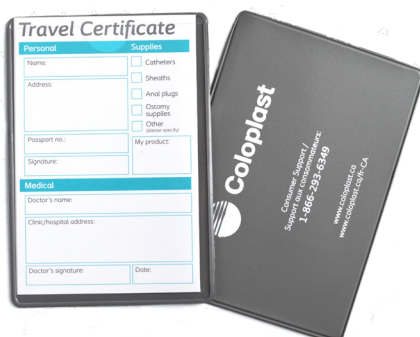 Travel Certificate
Personal
Supplies
Name:
Address:
Passport no.:
Signature:
Catheters
Sheaths
Anal plugs
Ostomy
supplies
Other
(please specify)
My product:
Medical
Doctor's name:
Clinic/hospital address:
Doctor's signature:
Date:
Coloplast
Consumer Support /
Support aux consommateurs:
1-866-293-6349
www.coloplast.ca
www.coloplast.ca/fr-CA